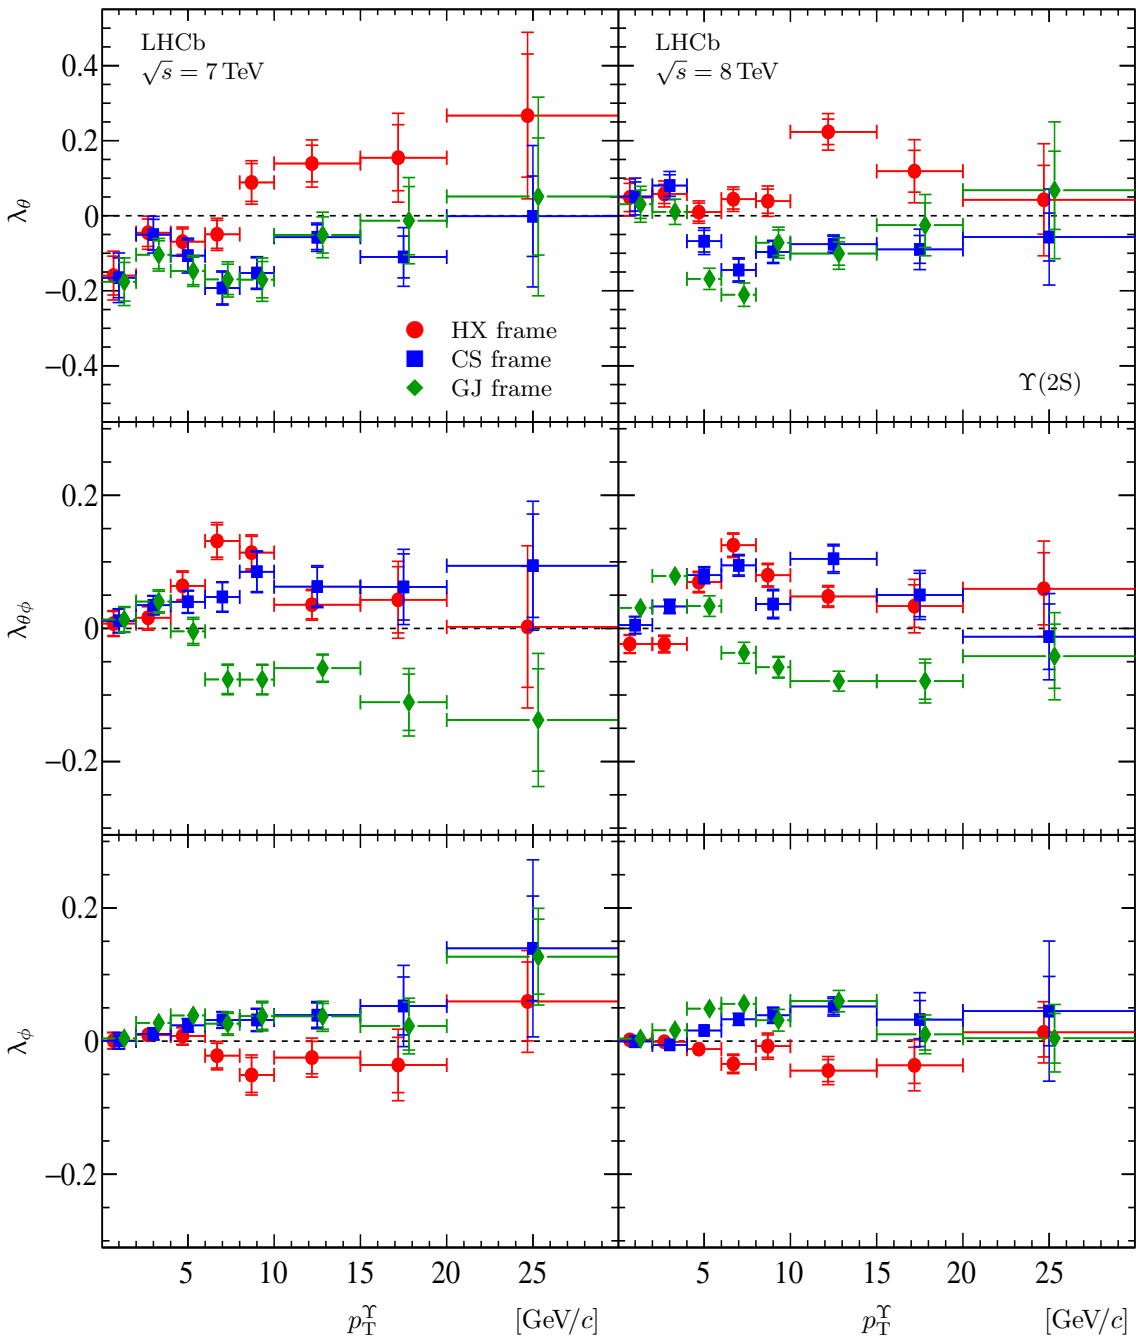 LHCb
√s = 7 TeV
LHCb
√s = 8 TeV
λθ
0.4
0.2
0
−0.2
−0.4
HX frame
CS frame
GJ frame
Υ(2S)
λθϕ
0.2
0
−0.2
λϕ
0.2
0
−0.2
5 10 15 20 25 5 10 15 20 25
pTΥ [GeV/c] pTΥ [GeV/c]